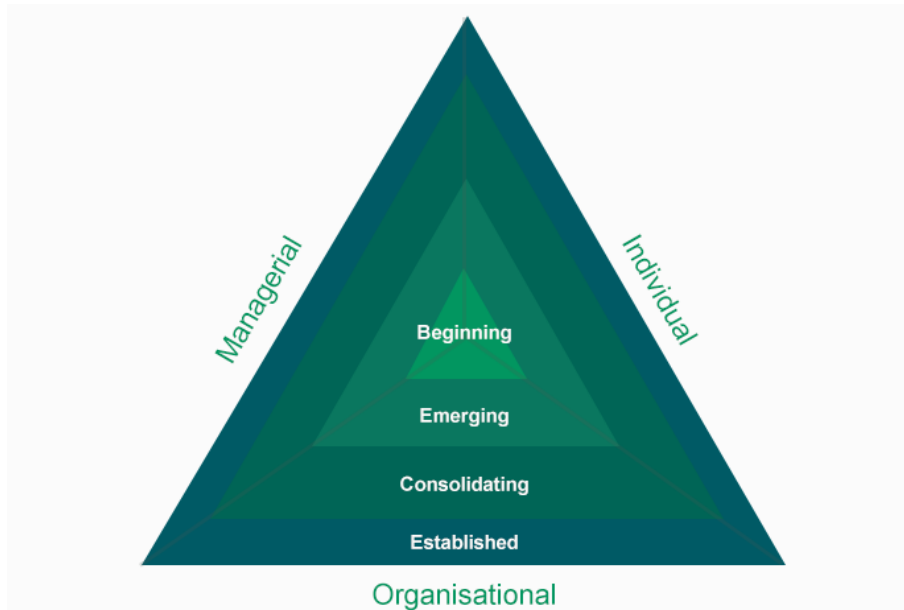 Managerial
Individual
Beginning
Emerging
Consolidating
Established
Organisational